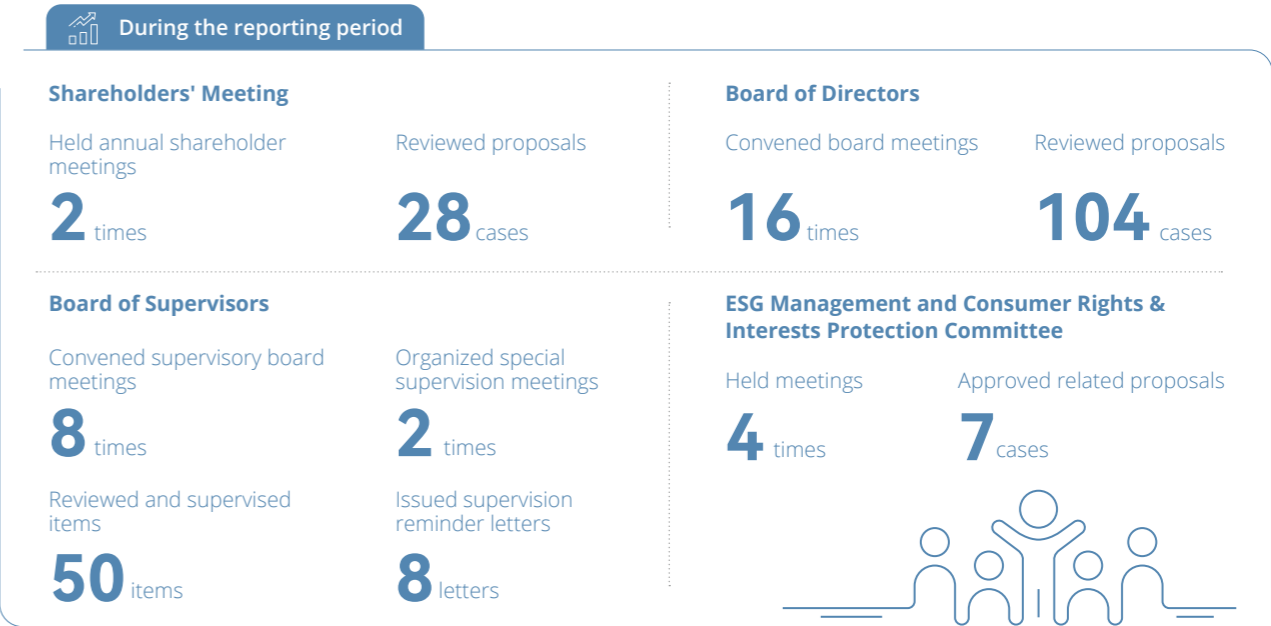 During the reporting period
Shareholders' Meeting
Held annual shareholder
meetings
2 times
Reviewed proposals
28 cases
Board of Directors
Convened board meetings
16 times
Reviewed proposals
104 cases
Board of Supervisors
Convened supervisory board
meetings
8 times
Organized special
supervision meetings
2 times
Reviewed and supervised
items
50 items
Issued supervision
reminder letters
8 letters
ESG Management and Consumer Rights &
Interests Protection Committee
Held meetings
4 times
Approved related proposals
7 cases